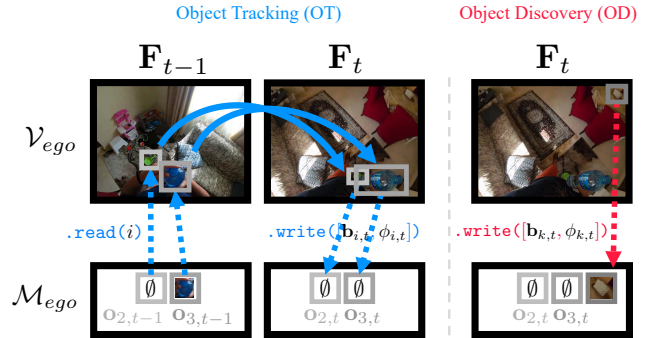 Object Tracking (OT)
Object Discovery (OD)
F_{t−1}
F_t
F_t
𝒱_{ego}
.read(i)
.write([b_{i,t}, ϕ_{i,t}])
.write([b_{k,t}, ϕ_{k,t}])
ℳ_{ego}
∅
∅ ∅
∅ ∅
o_{2,t−1} o_{3,t−1}
o_{2,t} o_{3,t}
o_{2,t} o_{3,t}